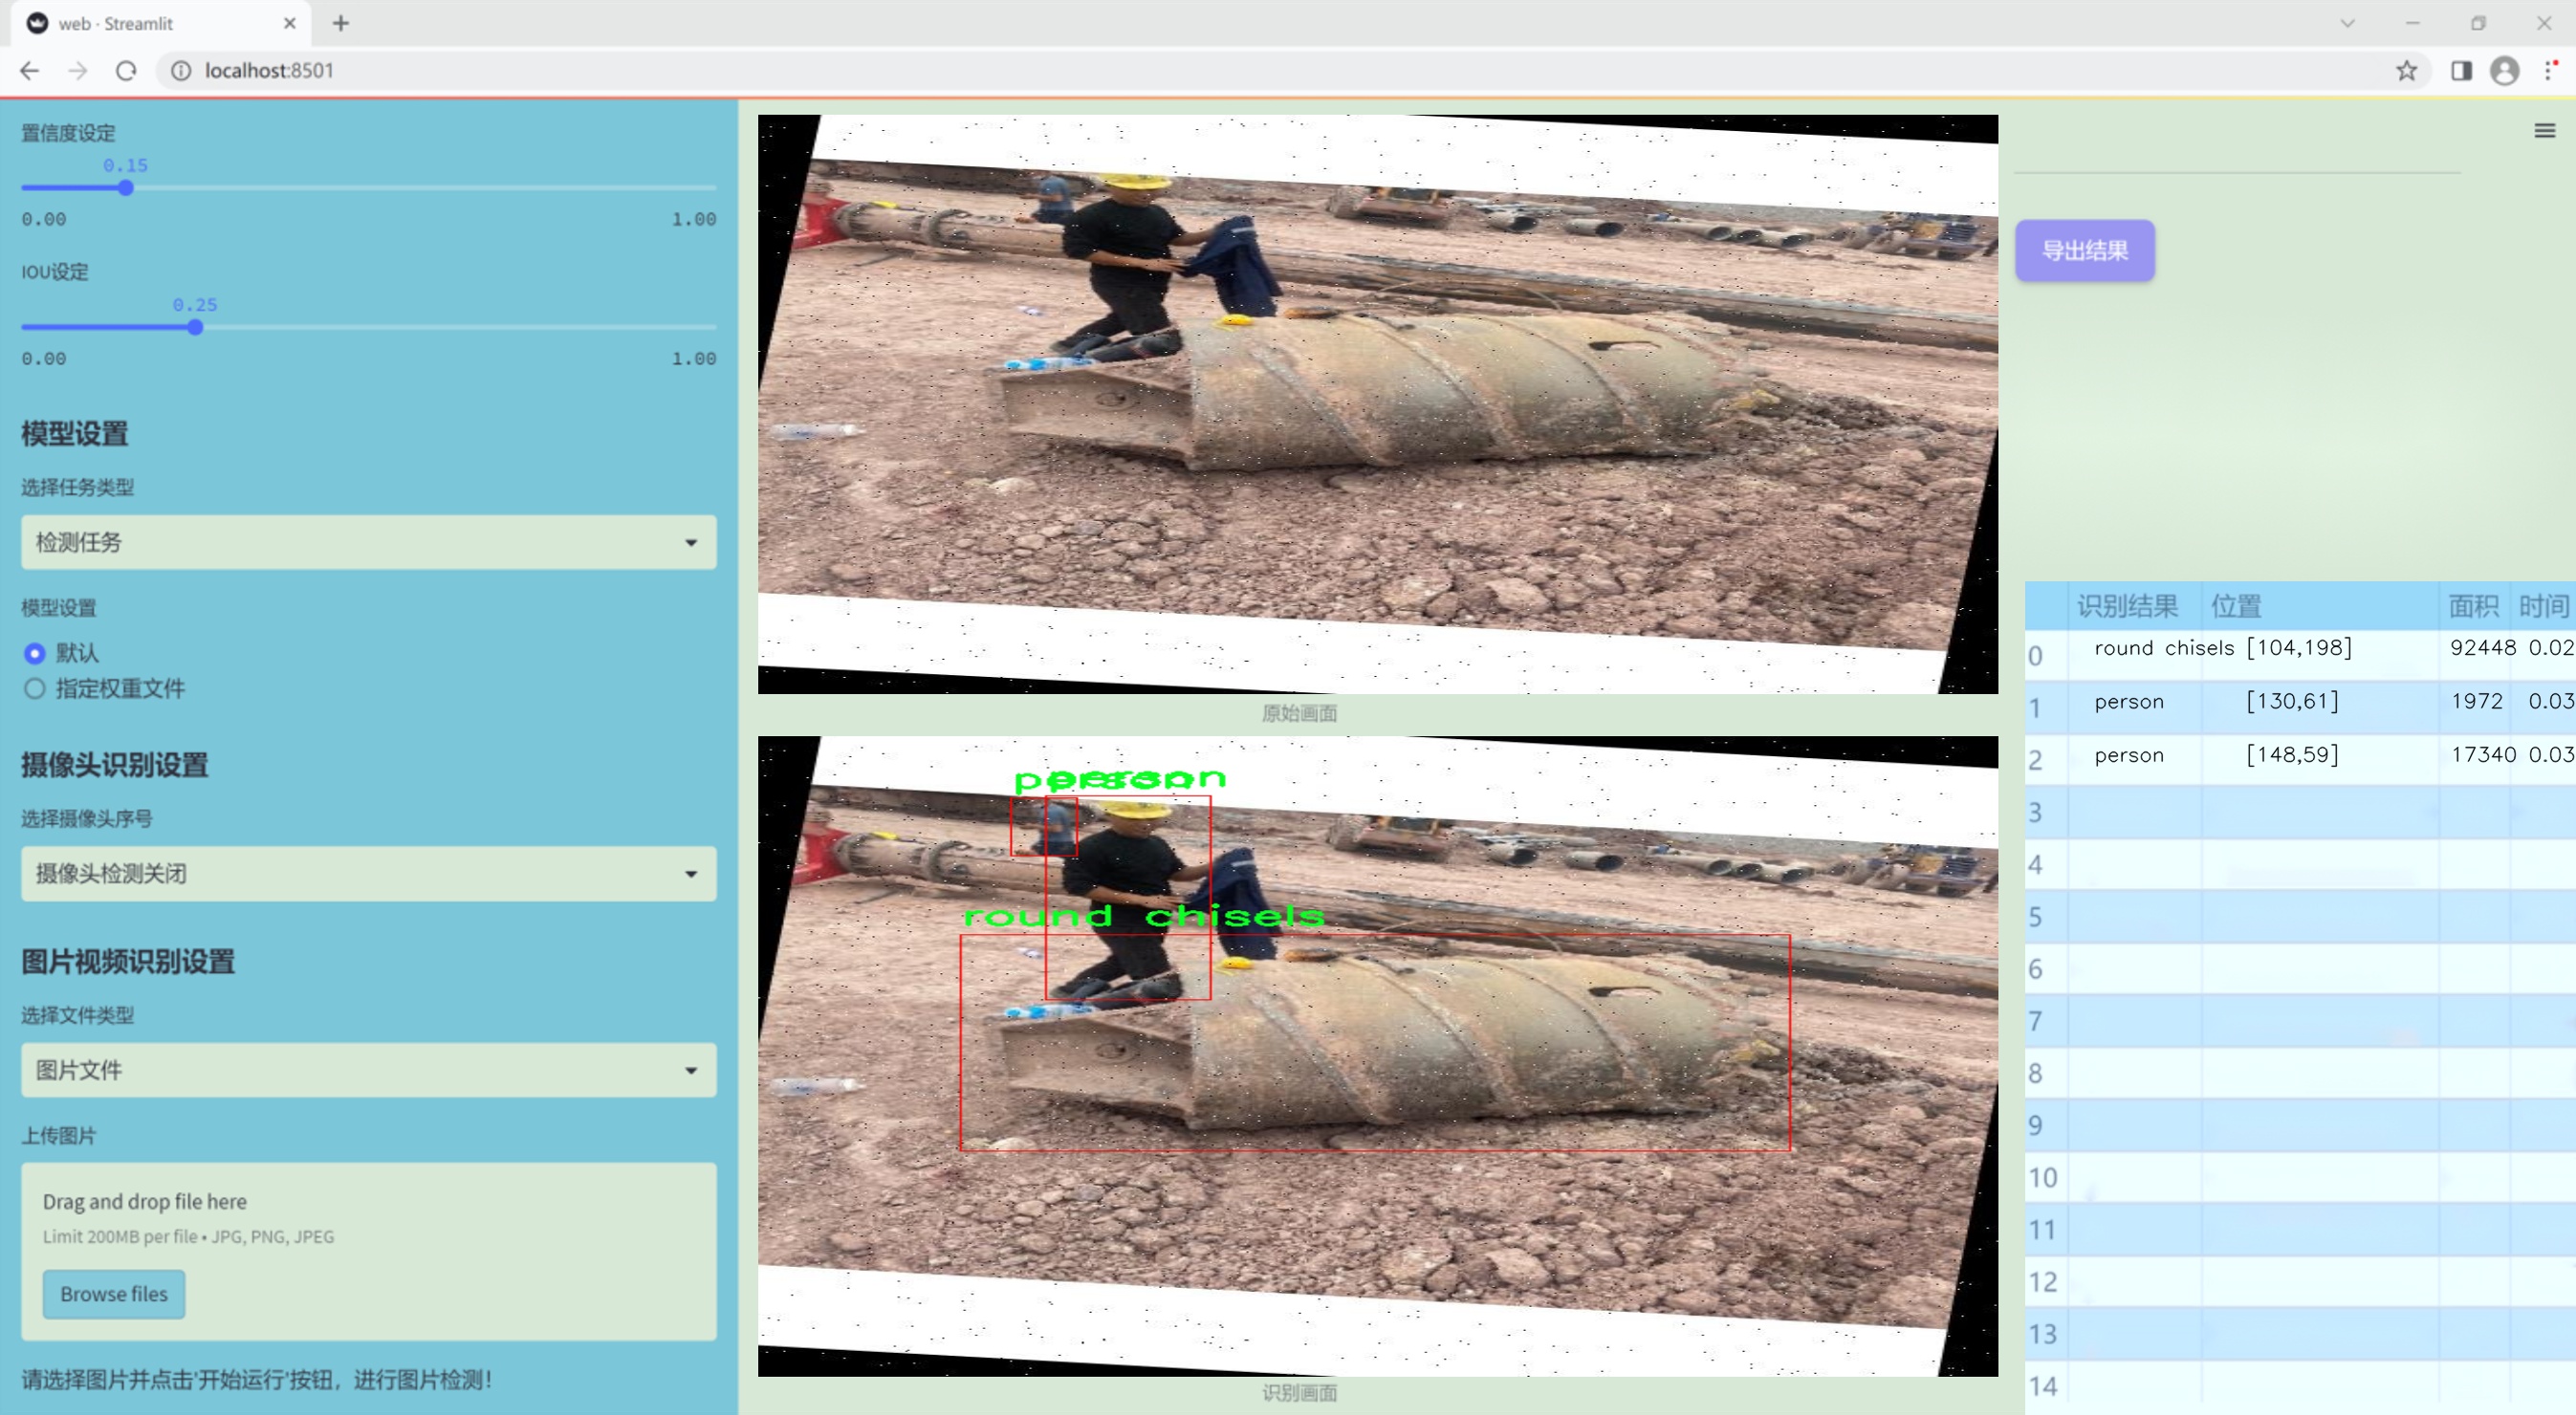 web · Streamlit
localhost:8501
置信度设定
0.15
0.00 1.00
IOU设定
0.25
0.00 1.00
模型设置
选择任务类型
检测任务
模型设置
默认
指定权重文件
摄像头识别设置
选择摄像头序号
摄像头检测关闭
图片视频识别设置
选择文件类型
图片文件
上传图片
Drag and drop file here
Limit 200MB per file • JPG, PNG, JPEG
Browse files
请选择图片并点击'开始运行'按钮，进行图片检测!
原始画面
person
person
round chisels
识别画面
导出结果
识别结果 位置 面积 时间
0 round chisels [104,198] 92448 0.02
1 person [130,61] 1972 0.03
2 person [148,59] 17340 0.03
3
4
5
6
7
8
9
10
11
12
13
14